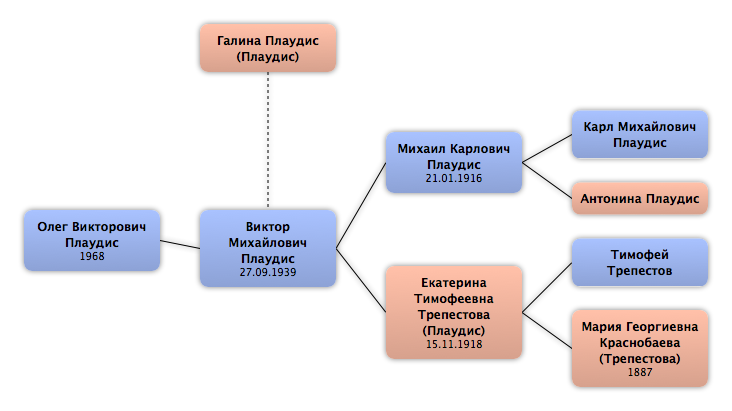 Галина Плаудис
(Плаудис)
Олег Викторович
Плаудис
1968
Виктор
Михайлович
Плаудис
27.09.1939
Михаил Карлович
Плаудис
21.01.1916
Екатерина
Тимофеевна
Трепестова
(Плаудис)
15.11.1918
Карл Михайлович
Плаудис
Антонина Плаудис
Тимофей
Трепестов
Мария Георгиевна
Краснобаева
(Трепестова)
1887